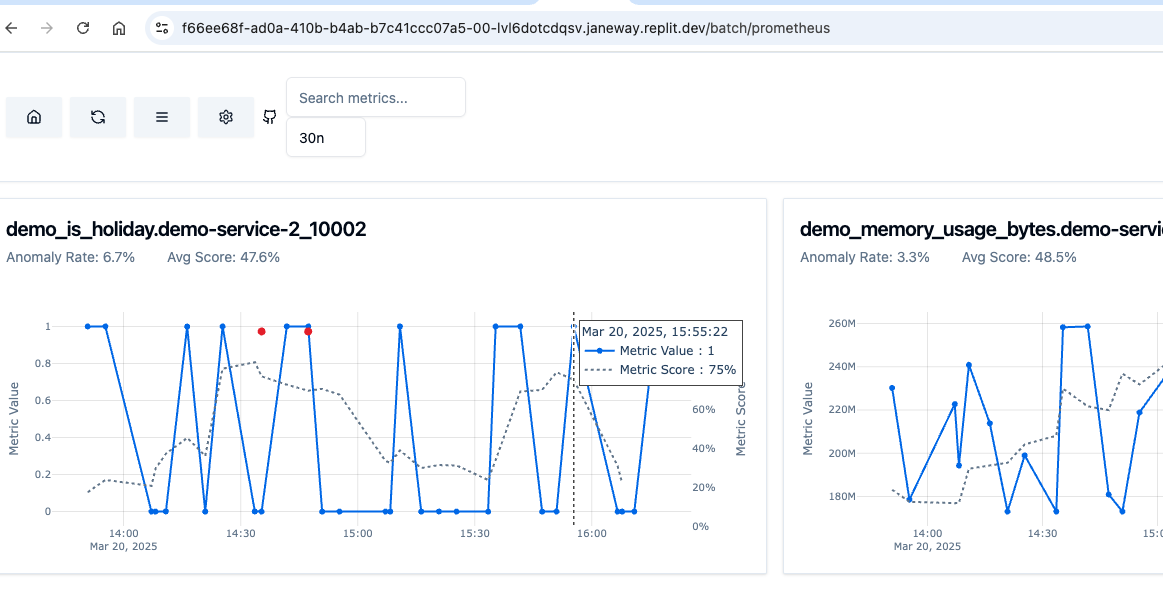 f66ee68f-ad0a-410b-b4ab-b7c41ccc07a5-00-lvl6dotcdqsv.janeway.replit.dev/batch/prometheus
Search metrics...
30n
demo_is_holiday.demo-service-2_10002
Anomaly Rate: 6.7% Avg Score: 47.6%
Metric Value
1
0.8
0.6
0.4
0.2
0
14:00
Mar 20, 2025
14:30
15:00
15:30
16:00
Mar 20, 2025, 15:55:22
Metric Value : 1
Metric Score : 75%
60%
40%
20%
0%
Metric Score
demo_memory_usage_bytes.demo-servi
Anomaly Rate: 3.3% Avg Score: 48.5%
Metric Value
260M
240M
220M
200M
180M
14:00
Mar 20, 2025
14:30
15:0